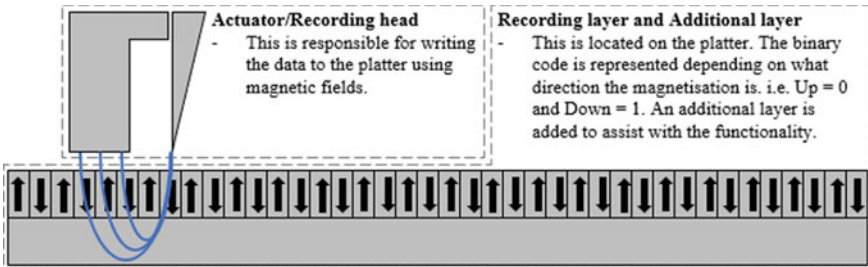 Actuator/Recording head
- This is responsible for writing
the data to the platter using
magnetic fields.
Recording layer and Additional layer
- This is located on the platter. The binary
code is represented depending on what
direction the magnetisation is. i.e. Up = 0
and Down = 1. An additional layer is
added to assist with the functionality.